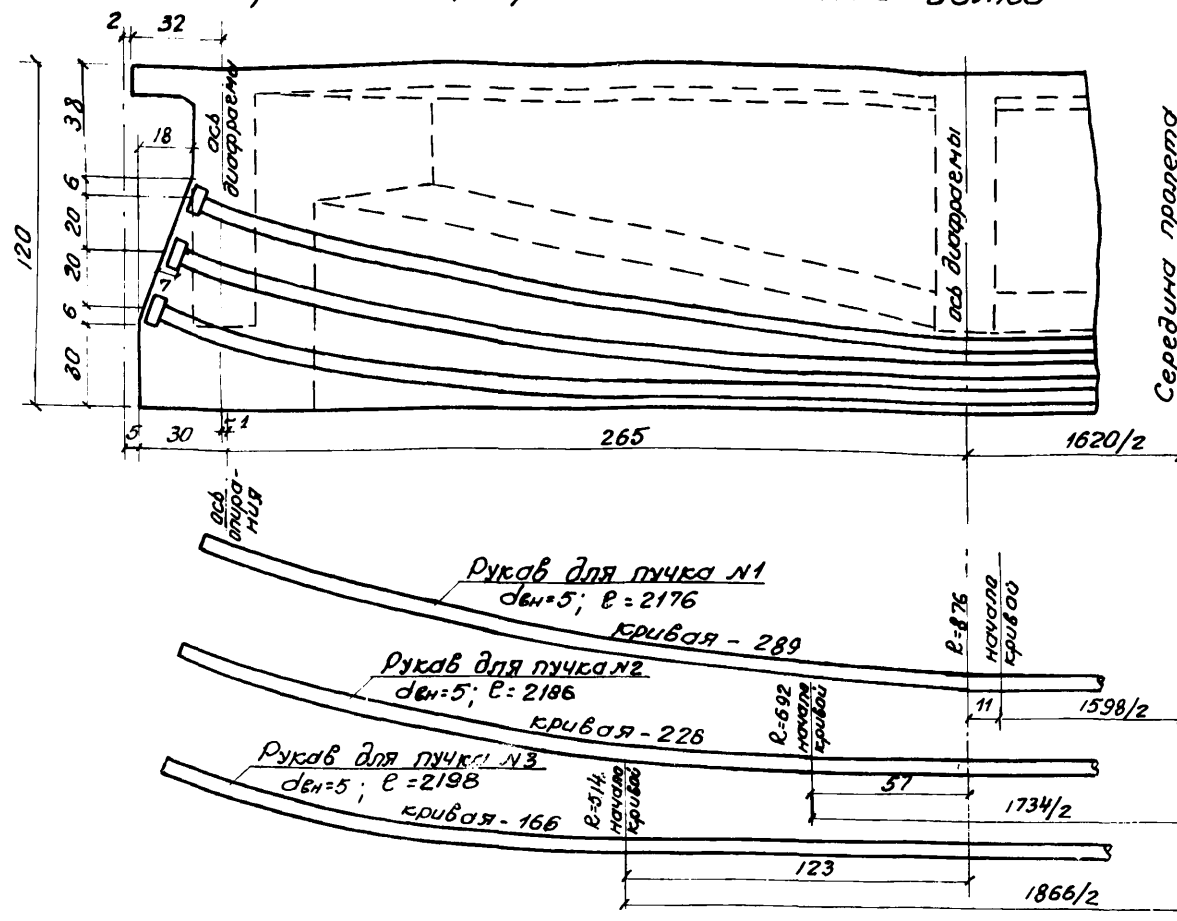 2
32
38
18
6
20
20
6
30
120
7
ось
диафрагмы
ось диафрагмы
Середина пролета
5
30
1
265
1620/2
ось
опира-
ния
Рукав для пучка N1
dвн=5; ℓ=2176
кривая - 289
R=876
начало
кривой
11
1598/2
Рукав для пучка N2
dвн=5; ℓ=2186
кривая - 228
R=692
начало
кривой
57
1734/2
Рукав для пучка N3
dвн=5; ℓ=2198
кривая - 166
R=514
начало
кривой
123
1866/2